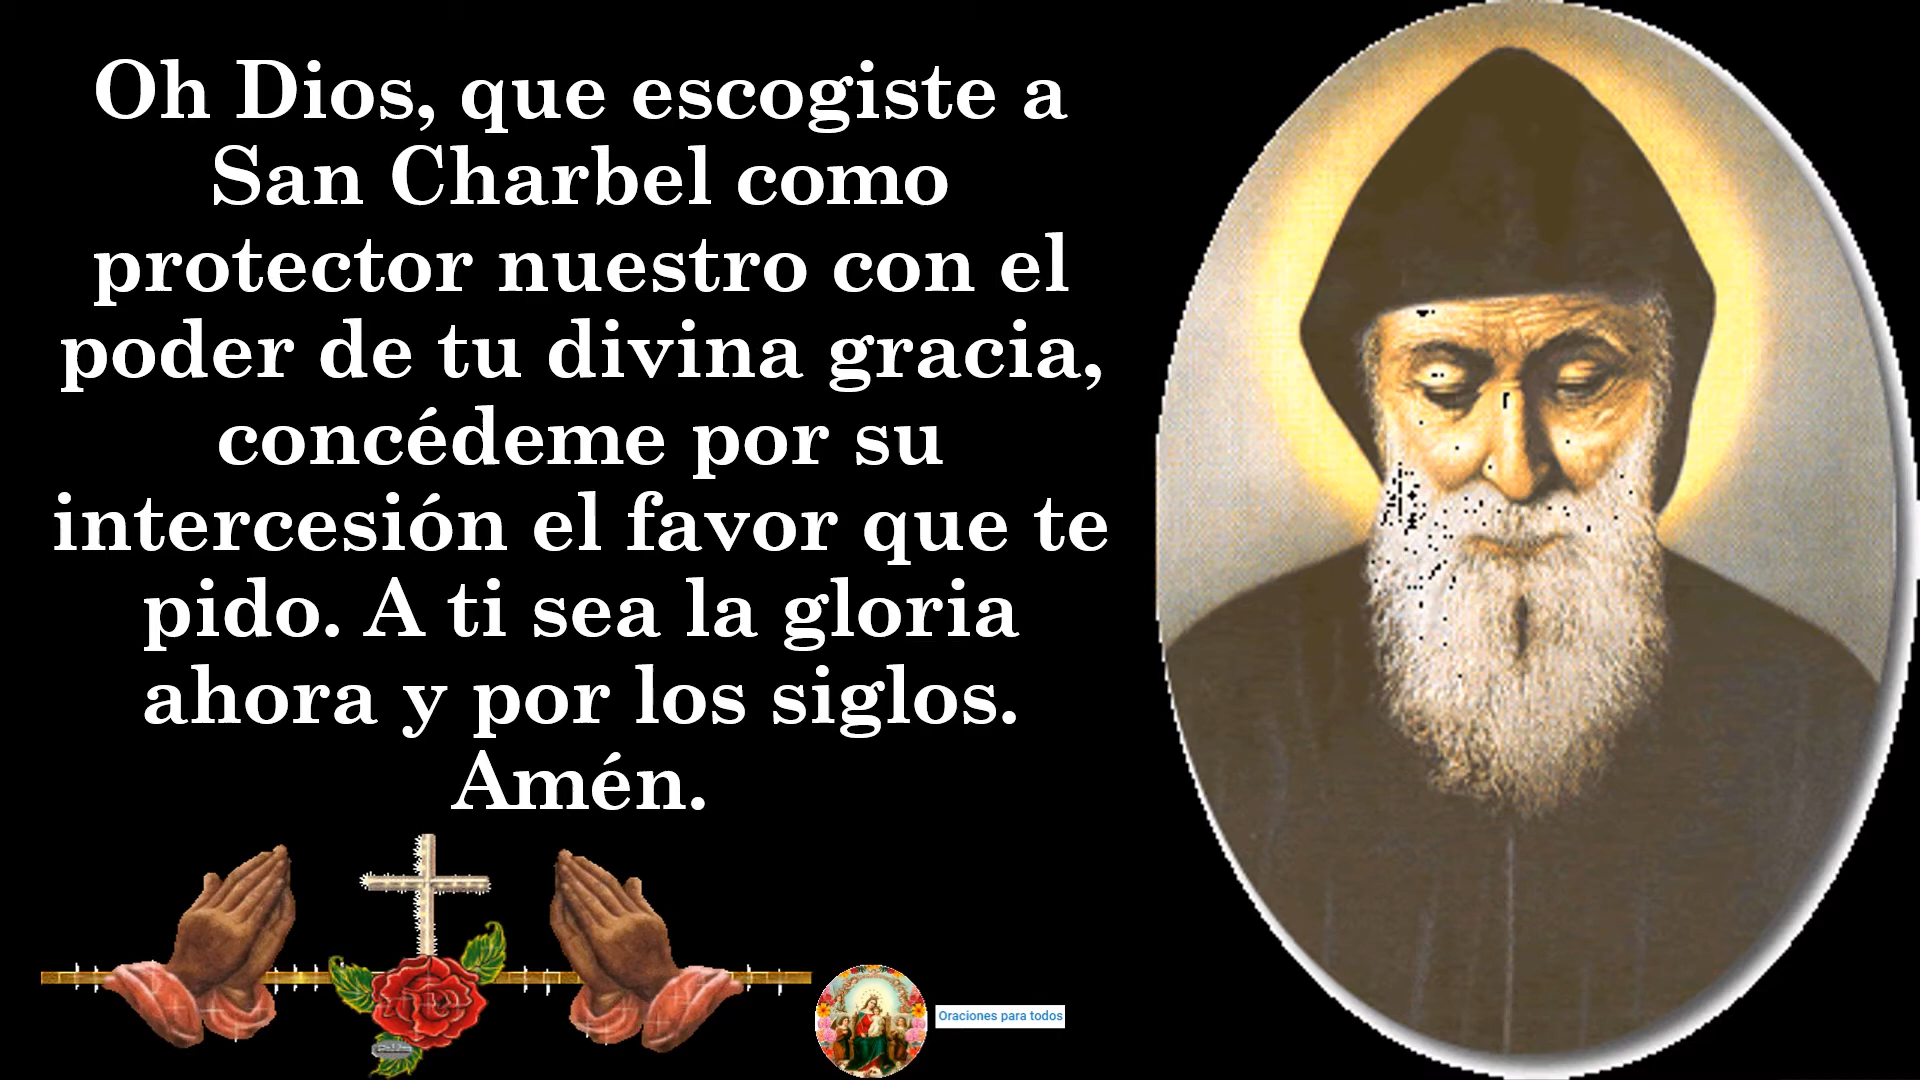 Oh Dios, que escogiste a
San Charbel como
protector nuestro con el
poder de tu divina gracia,
concédeme por su
intercesión el favor que te
pido. A ti sea la gloria
ahora y por los siglos.
Amén.
Oraciones para todos